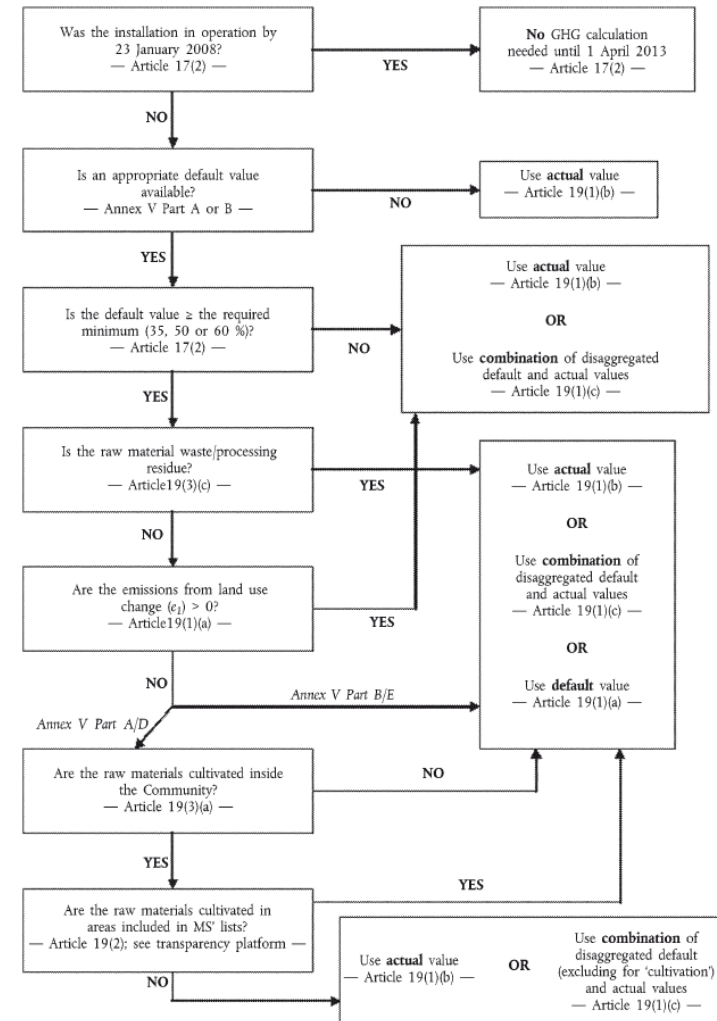 Was the installation in operation by
23 January 2008?
— Article 17(2) —
YES
No GHG calculation
needed until 1 April 2013
— Article 17(2) —
NO
Is an appropriate default value
available?
— Annex V Part A or B —
NO
Use actual value
— Article 19(1)(b) —
YES
Is the default value ≥ the required
minimum (35, 50 or 60 %)?
— Article 17(2) —
NO
Use actual value
— Article 19(1)(b) —
OR
Use combination of disaggregated
default and actual values
— Article 19(1)(c) —
YES
Is the raw material waste/processing
residue?
— Article19(3)(c) —
YES
Use actual value
— Article 19(1)(b) —
OR
Use combination of
disaggregated default
and actual values
— Article 19(1)(c) —
OR
Use default value
— Article 19(1)(a) —
NO
Are the emissions from land use
change (el) > 0?
— Article19(1)(a) —
YES
NO
Annex V Part B/E
Annex V Part A/D
Are the raw materials cultivated inside
the Community?
— Article 19(3)(a) —
NO
YES
Are the raw materials cultivated in
areas included in MS' lists?
— Article 19(2); see transparency platform —
YES
NO
Use actual value
— Article 19(1)(b) —
OR
Use combination of
disaggregated default
(excluding for 'cultivation')
and actual values
— Article 19(1)(c) —